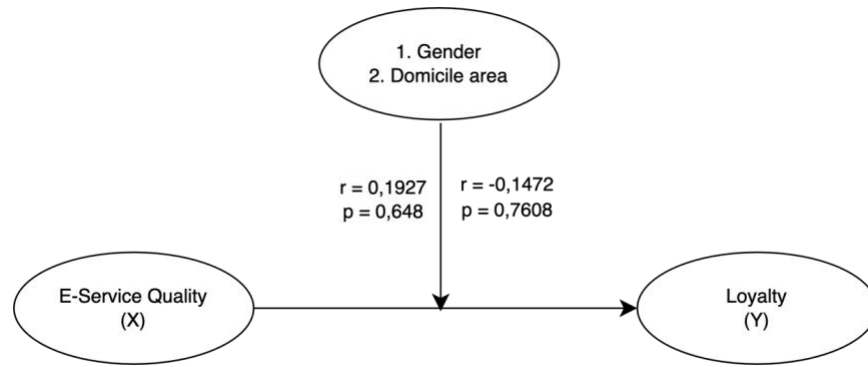 1. Gender
2. Domicile area
r = 0,1927
p = 0,648
r = -0,1472
p = 0,7608
E-Service Quality
(X)
Loyalty
(Y)